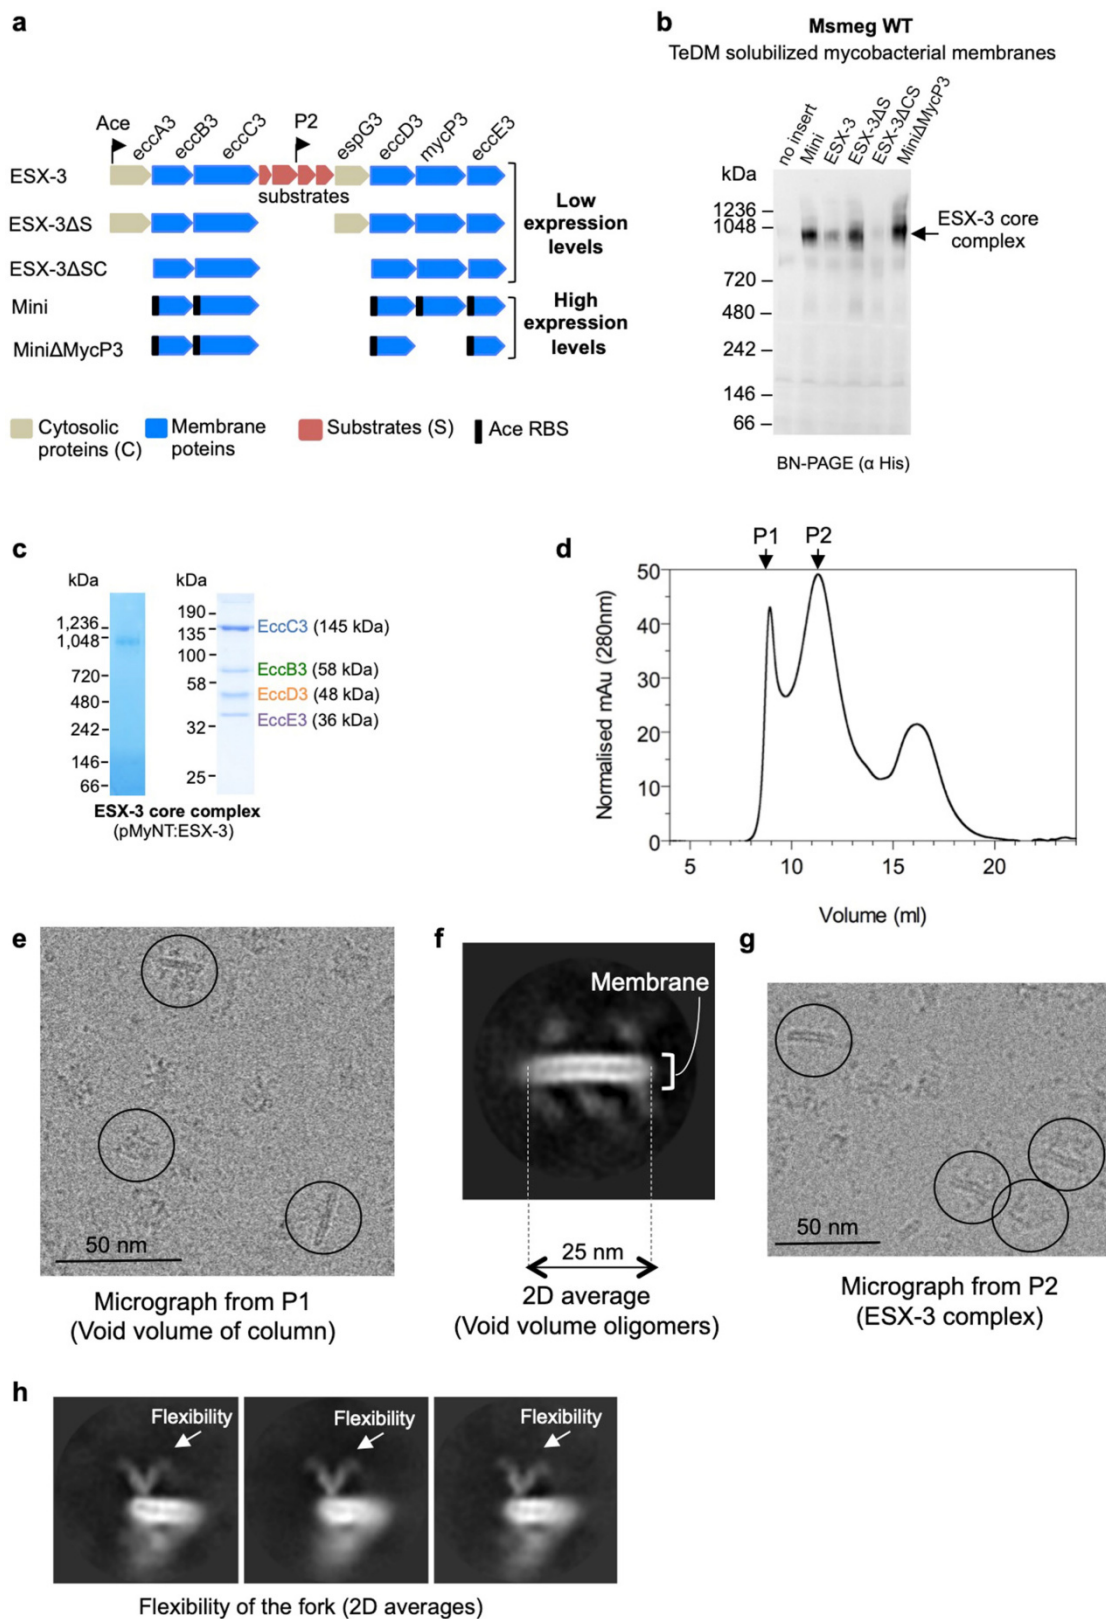 a
Ace
eccA3
eccB3
eccC3
P2
espG3
eccD3
mycP3
eccE3
ESX-3
substrates
ESX-3ΔS
Low
expression
levels
ESX-3ΔSC
Mini
High
expression
levels
MiniΔMycP3
Cytosolic
proteins (C)
Membrane
poteins
Substrates (S)
Ace RBS
b
Msmeg WT
TeDM solubilized mycobacterial membranes
no insert
Mini
ESX-3
ESX-3ΔS
ESX-3ΔCS
MiniΔMycP3
kDa
1236
1048
720
480
242
146
66
ESX-3 core
complex
BN-PAGE (α His)
c
kDa
1,236
1,048
720
480
242
146
66
kDa
190
135
100
58
32
25
EccC3 (145 kDa)
EccB3 (58 kDa)
EccD3 (48 kDa)
EccE3 (36 kDa)
ESX-3 core complex
(pMyNT:ESX-3)
d
P1
P2
Normalised mAu (280nm)
50
40
30
20
10
0
5
10
15
20
Volume (ml)
e
50 nm
Micrograph from P1
(Void volume of column)
f
Membrane
25 nm
2D average
(Void volume oligomers)
g
50 nm
Micrograph from P2
(ESX-3 complex)
h
Flexibility
Flexibility
Flexibility
Flexibility of the fork (2D averages)